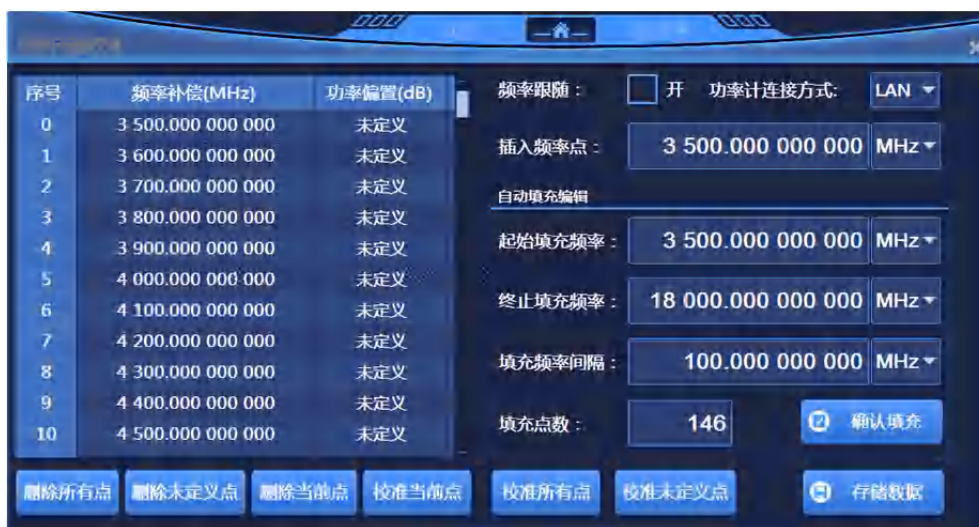 序号 频率补偿(MHz) 功率偏置(dB)
0 3 500.000 000 000 未定义
1 3 600.000 000 000 未定义
2 3 700.000 000 000 未定义
3 3 800.000 000 000 未定义
4 3 900.000 000 000 未定义
5 4 000.000 000 000 未定义
6 4 100.000 000 000 未定义
7 4 200.000 000 000 未定义
8 4 300.000 000 000 未定义
9 4 400.000 000 000 未定义
10 4 500.000 000 000 未定义
频率跟随： 开 功率计连接方式: LAN
插入频率点： 3 500.000 000 000 MHz
自动填充编辑
起始填充频率： 3 500.000 000 000 MHz
终止填充频率： 18 000.000 000 000 MHz
填充频率间隔： 100.000 000 000 MHz
填充点数： 146 确认填充
删除所有点 删除未定义点 删除当前点 校准当前点 校准所有点 校准未定义点 存储数据